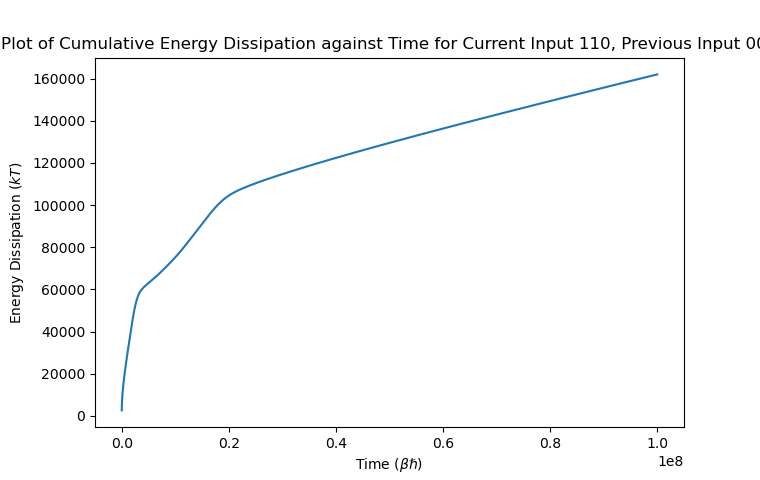 Plot of Cumulative Energy Dissipation against Time for Current Input 110, Previous Input 00
160000
140000
120000
100000
80000
60000
40000
20000
0
Energy Dissipation (kT)
0.0 0.2 0.4 0.6 0.8 1.0
1e8
Time (βℏ)